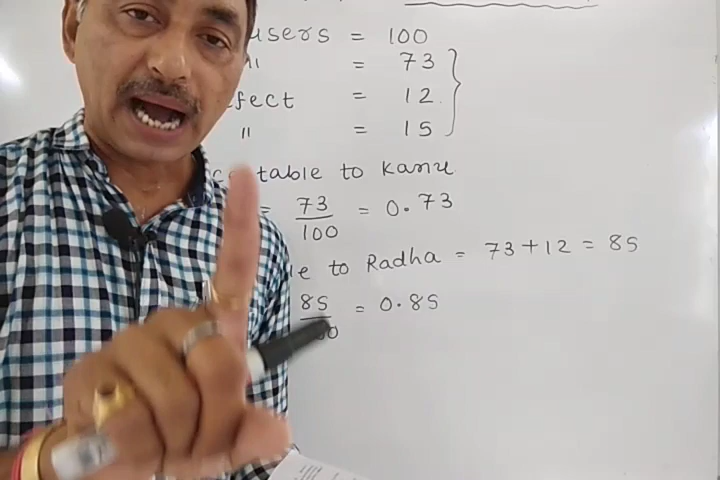 users = 100
" = 73
fect = 12
" = 15
table to Kanu
= 73/100 = 0.73
e to Radha = 73+12 = 85
85/ = 0.85